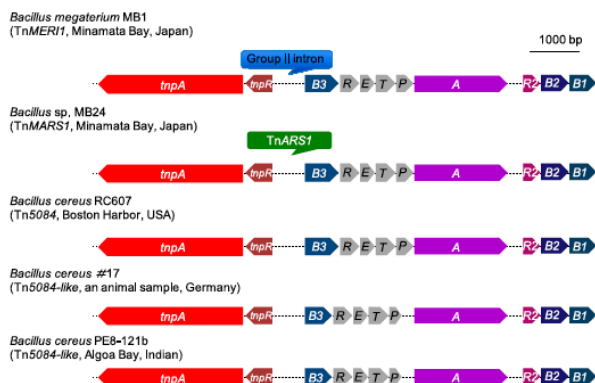 Bacillus megaterium MB1
(TnMERI1, Minamata Bay, Japan)
1000 bp
Group II intron
tnpA tnpR B3 R E T P A R2 B2 B1
Bacillus sp. MB24
(TnMARS1, Minamata Bay, Japan)
TnARS1
tnpA tnpR B3 R E T P A R2 B2 B1
Bacillus cereus RC607
(Tn5084, Boston Harbor, USA)
tnpA tnpR B3 R E T P A R2 B2 B1
Bacillus cereus #17
(Tn5084-like, an animal sample, Germany)
tnpA tnpR B3 R E T P A R2 B2 B1
Bacillus cereus PE8-121b
(Tn5084-like, Algoa Bay, Indian)
tnpA tnpR B3 R E T P A R2 B2 B1